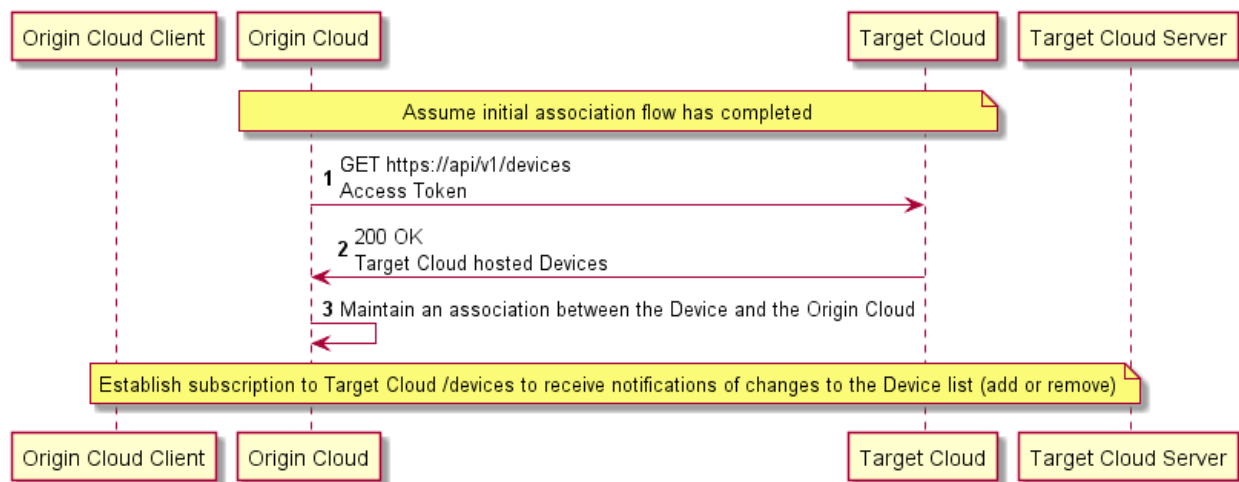 Origin Cloud Client
Origin Cloud
Target Cloud
Target Cloud Server
Assume initial association flow has completed
1 GET https://api/v1/devices
Access Token
2 200 OK
Target Cloud hosted Devices
3 Maintain an association between the Device and the Origin Cloud
Establish subscription to Target Cloud /devices to receive notifications of changes to the Device list (add or remove)
Origin Cloud Client
Origin Cloud
Target Cloud
Target Cloud Server